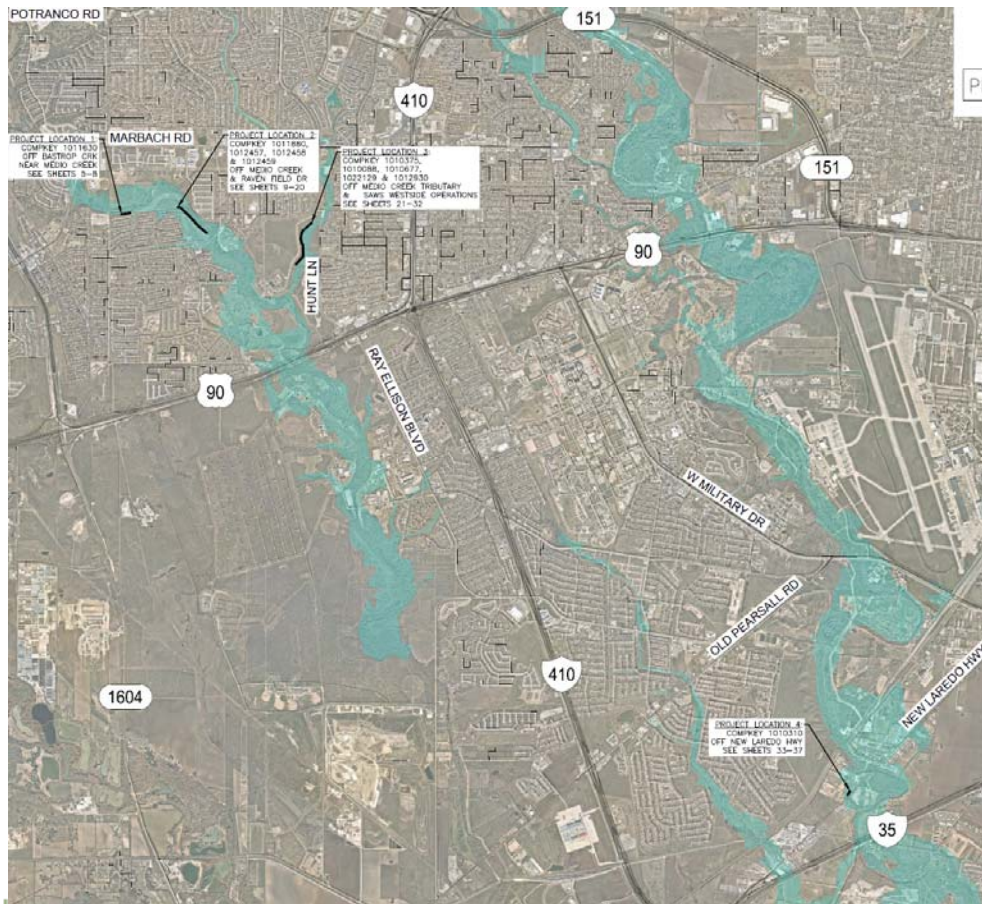 POTRANCO RD
151
410
PROJECT LOCATION 1
COMPKEY 1011630
OFF BASTROP CRK
NEAR MEDIO CREEK
SEE SHEETS 5-8
MARBACH RD
PROJECT LOCATION 2
COMPKEY 1011880,
1012457, 1012458
& 1012459
OFF MEDIO CREEK
& RAVEN FIELD DR
SEE SHEETS 9-20
PROJECT LOCATION 3
COMPKEY 1010375,
1010088, 1010677,
1022129 & 1012930
OFF MEDIO CREEK TRIBUTARY
& SAWS WESTSIDE OPERATIONS
SEE SHEETS 21-32
151
90
HUNT LN
90
RAY ELLISON BLVD
W MILITARY DR
OLD PEARSALL RD
410
1604
NEW LAREDO HWY
PROJECT LOCATION 4
COMPKEY 1010310
OFF NEW LAREDO HWY
SEE SHEETS 33-37
35